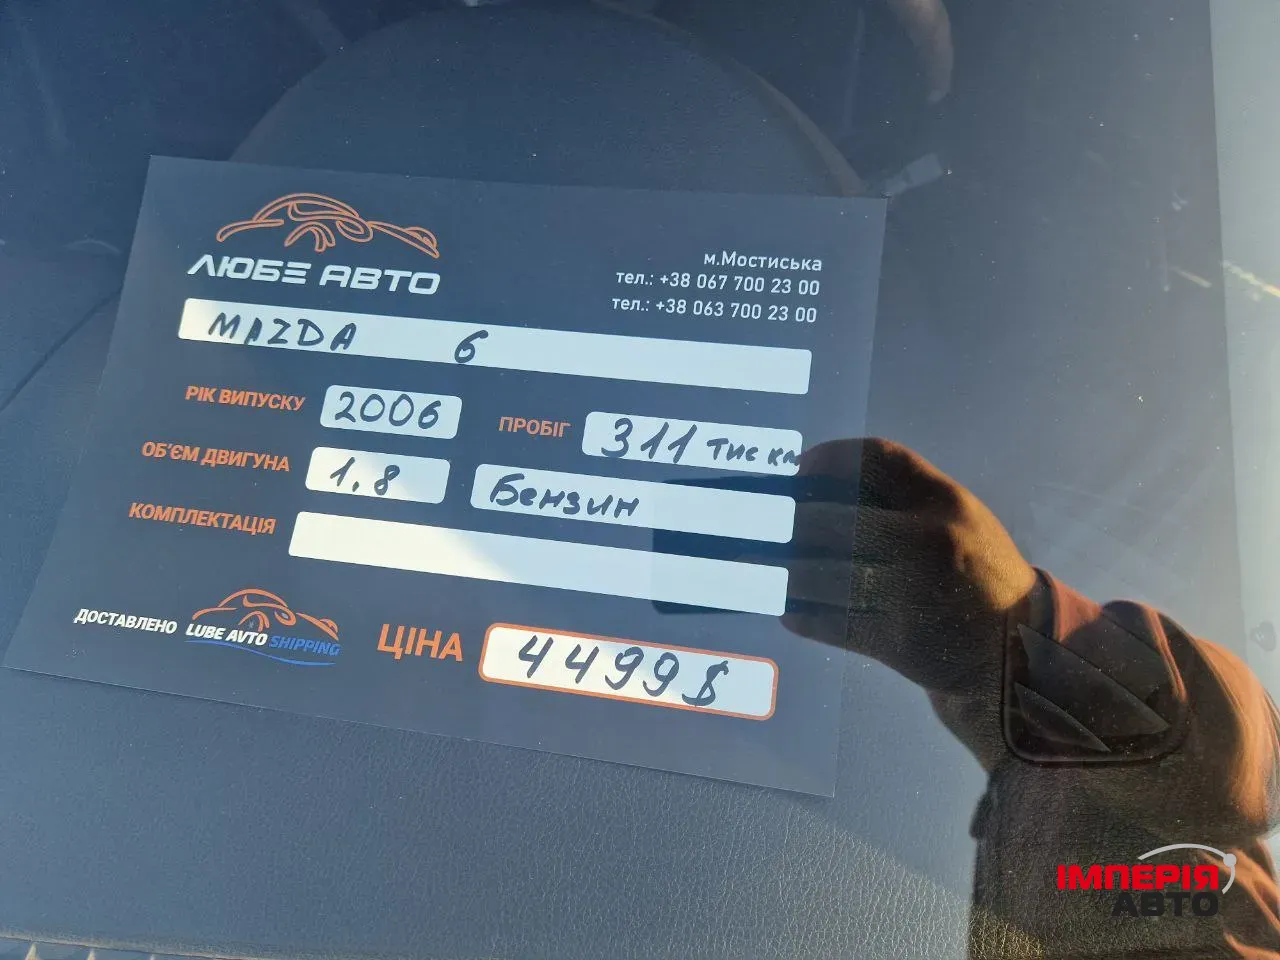 ЛЮБЕ АВТО
м.Мостиська
тел.: +38 067 700 23 00
тел.: +38 063 700 23 00
MAZDA 6
РІК ВИПУСКУ 2006 ПРОБІГ 311 тис км
ОБ'ЄМ ДВИГУНА 1.8 Бензин
КОМПЛЕКТАЦІЯ
ДОСТАВЛЕНО LUBE AVTO SHIPPING ЦІНА 4499$
ІМПЕРІЯ
АВТО